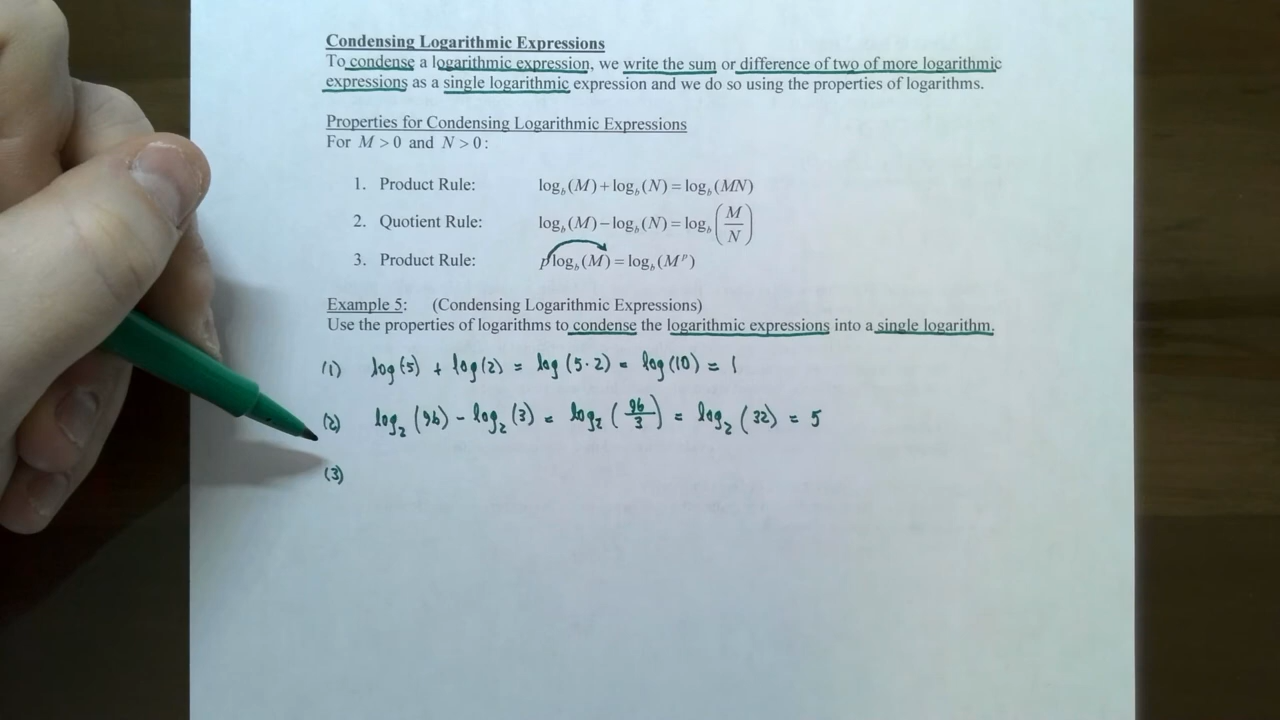 Condensing Logarithmic Expressions
To condense a logarithmic expression, we write the sum or difference of two of more logarithmic
expressions as a single logarithmic expression and we do so using the properties of logarithms.
Properties for Condensing Logarithmic Expressions
For M > 0 and N > 0:
1. Product Rule: log_b(M) + log_b(N) = log_b(MN)
2. Quotient Rule: log_b(M) − log_b(N) = log_b(M/N)
3. Product Rule: p log_b(M) = log_b(M^p)
Example 5: (Condensing Logarithmic Expressions)
Use the properties of logarithms to condense the logarithmic expressions into a single logarithm.
(1) log(5) + log(2) = log(5·2) = log(10) = 1
(2) log_2(96) − log_2(3) = log_2(96/3) = log_2(32) = 5
(3)